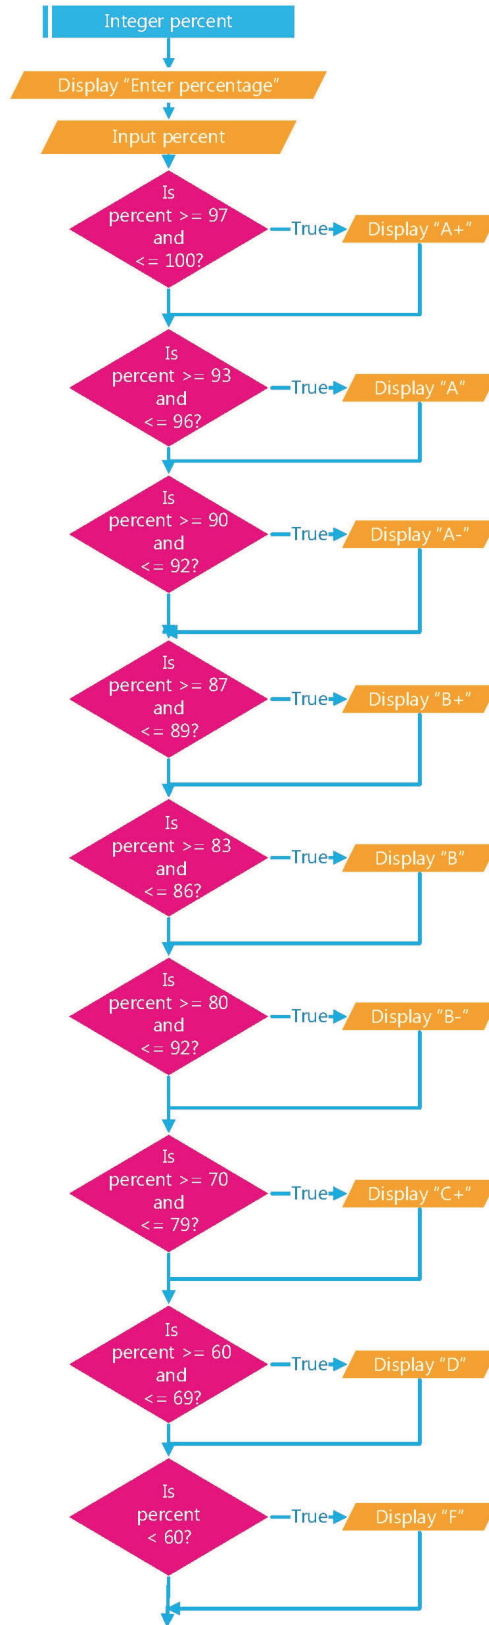 Integer percent
Display "Enter percentage"
Input percent
Is
percent >= 97
and
<= 100?
True
Display "A+"
Is
percent >= 93
and
<= 96?
True
Display "A"
Is
percent >= 90
and
<= 92?
True
Display "A-"
Is
percent >= 87
and
<= 89?
True
Display "B+"
Is
percent >= 83
and
<= 86?
True
Display "B"
Is
percent >= 80
and
<= 92?
True
Display "B-"
Is
percent >= 70
and
<= 79?
True
Display "C+"
Is
percent >= 60
and
<= 69?
True
Display "D"
Is
percent
< 60?
True
Display "F"